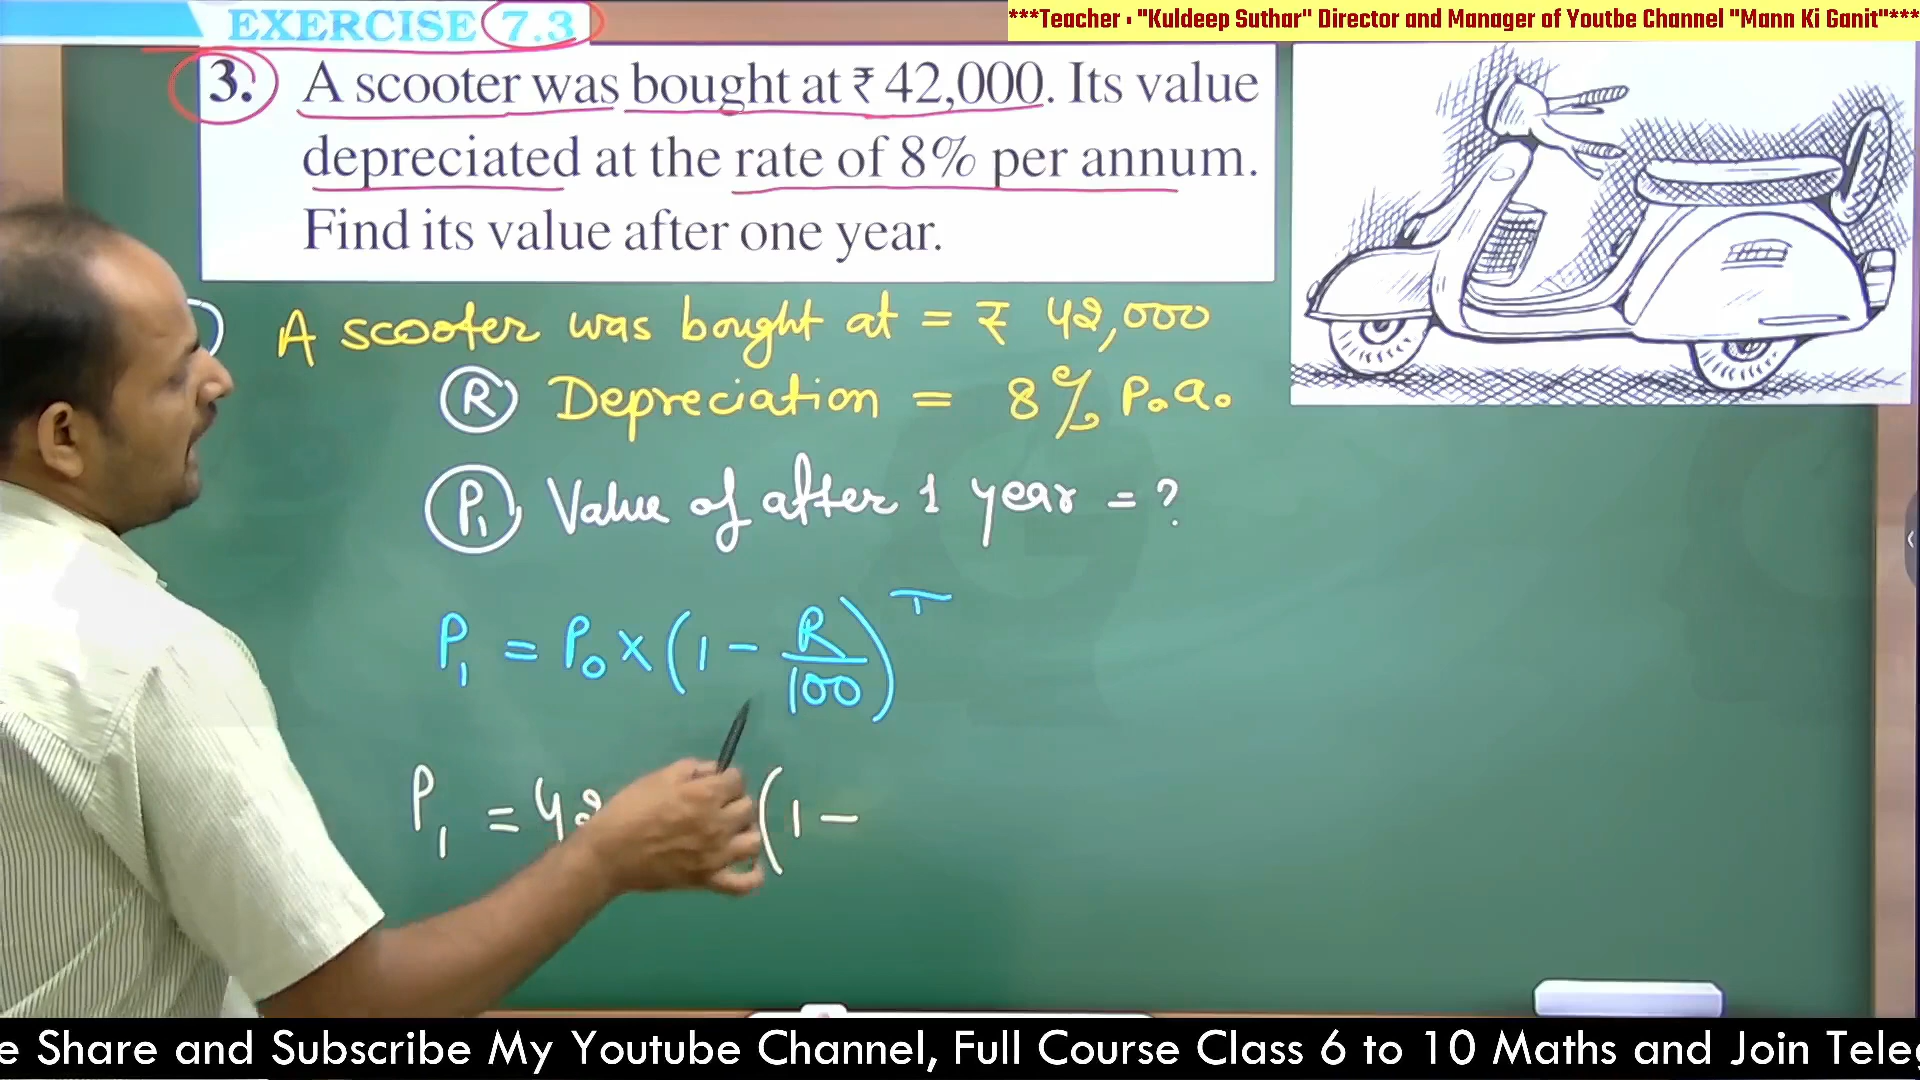 EXERCISE 7.3
***Teacher : "Kuldeep Suthar" Director and Manager of Youtbe Channel "Mann Ki Ganit"***
3. A scooter was bought at ₹ 42,000. Its value
depreciated at the rate of 8% per annum.
Find its value after one year.
A scooter was bought at = ₹ 42,000
R Depreciation = 8% P.a.
P₁ Value of after 1 year = ?
P₁ = P₀ × (1 - R/100)^T
P₁ = 42 (1 -
e Share and Subscribe My Youtube Channel, Full Course Class 6 to 10 Maths and Join Tele